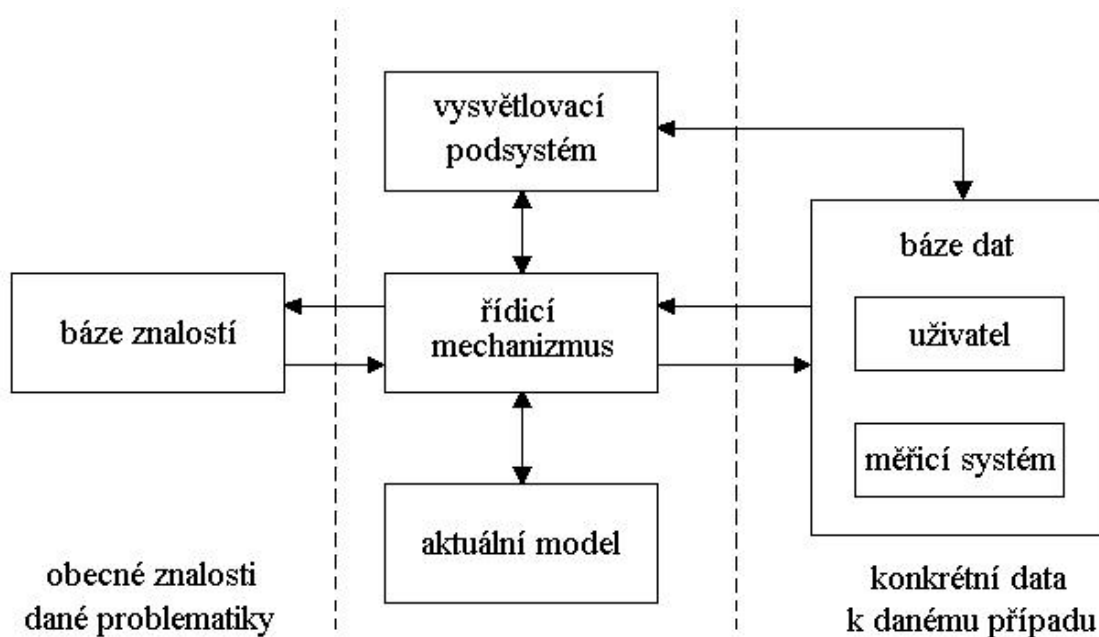 vysvětlovací
podsystém
báze dat
báze znalostí
řídicí
mechanizmus
uživatel
měřicí systém
aktuální model
obecné znalosti
dané problematiky
konkrétní data
k danému případu